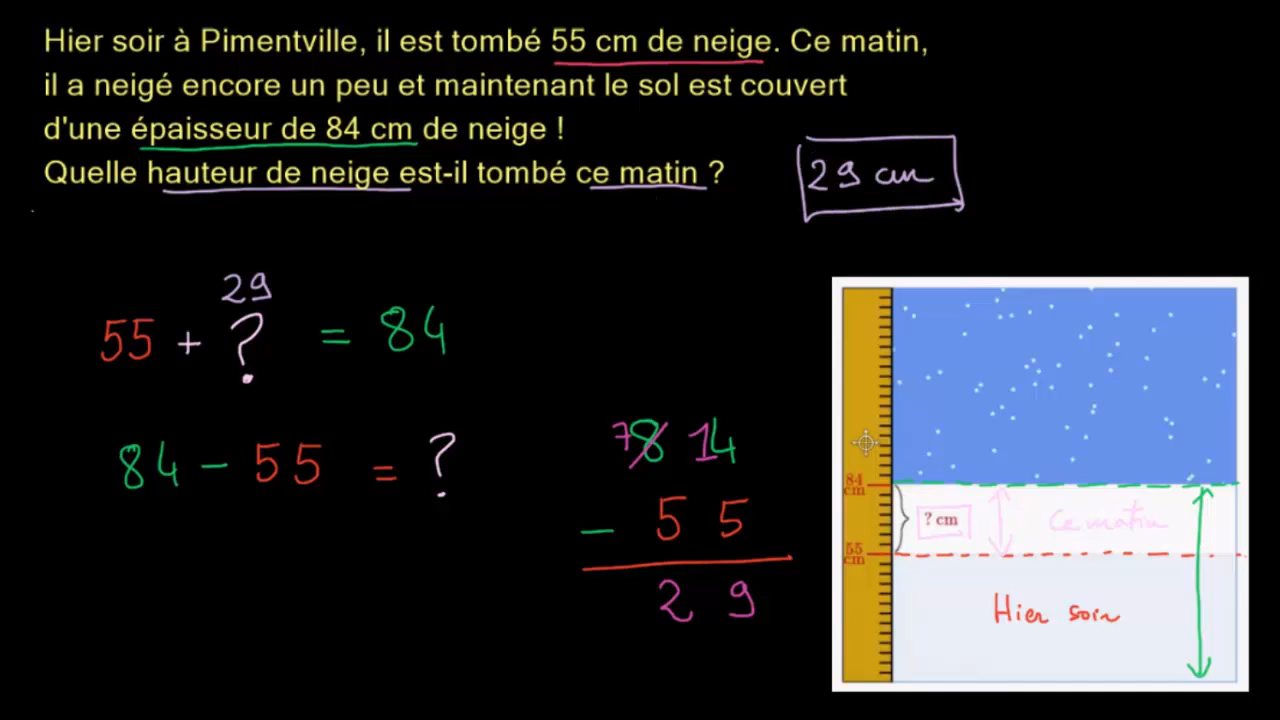 Hier soir à Pimentville, il est tombé 55 cm de neige. Ce matin,
il a neigé encore un peu et maintenant le sol est couvert
d'une épaisseur de 84 cm de neige !
Quelle hauteur de neige est-il tombé ce matin ?
29 cm
29
55 + ? = 84
84 - 55 = ?
7 8 14
- 5 5
2 9
84
cm
? cm
Ce matin
55
cm
Hier soir